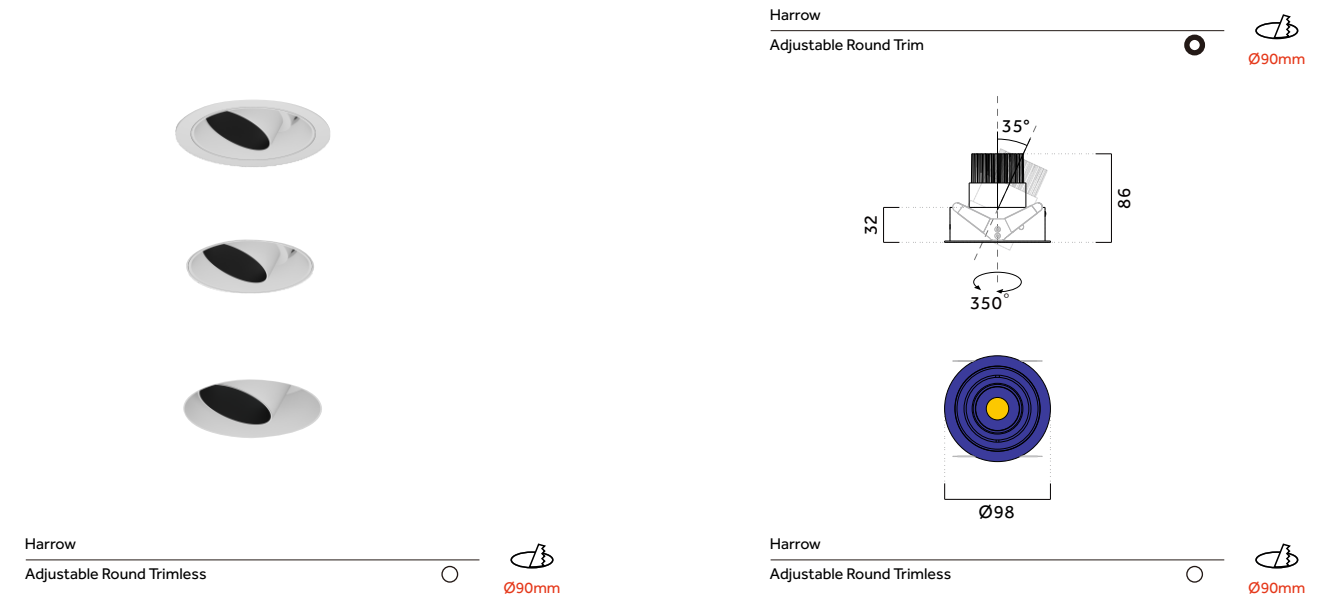 Harrow
Adjustable Round Trim
Ø90mm
35°
86
32
350°
Ø98
Harrow
Adjustable Round Trimless
Ø90mm
Harrow
Adjustable Round Trimless
Ø90mm